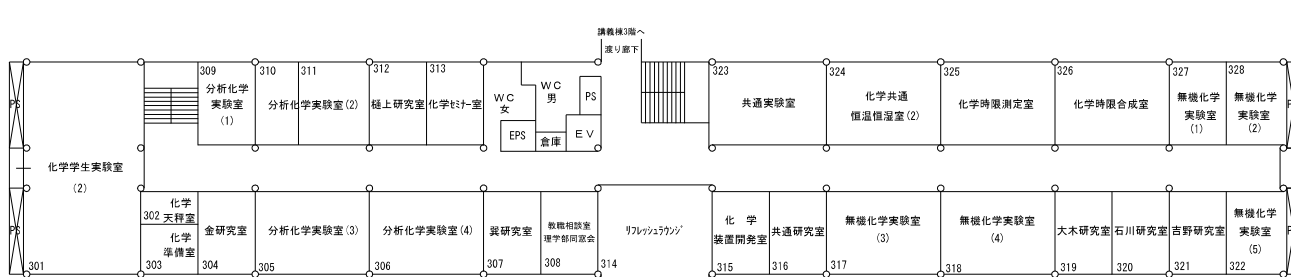 講義棟3階へ
渡り廊下
309
分析化学
実験室
(1)
310
311
分析化学実験室(2)
312
樋上研究室
313
化学ｾﾐﾅｰ室
WC
女
WC
男
PS
EPS
倉庫
EV
323
共通実験室
324
化学共通
恒温恒湿室(2)
325
化学時限測定室
326
化学時限合成室
327
無機化学
実験室
(1)
328
無機化学
実験室
(2)
PS
化学学生実験室
(2)
PS
301
化学
302 天秤室
化学
準備室
303
金研究室
304
分析化学実験室(3)
305
分析化学実験室(4)
306
巽研究室
307
教職相談室
理学部同窓会
308
ﾘﾌﾚｯｼｭﾗｳﾝｼﾞ
314
化 学
装置開発室
315
共通研究室
316
無機化学実験室
(3)
317
無機化学実験室
(4)
318
大木研究室
319
石川研究室
320
吉野研究室
321
無機化学
実験室
(5)
322